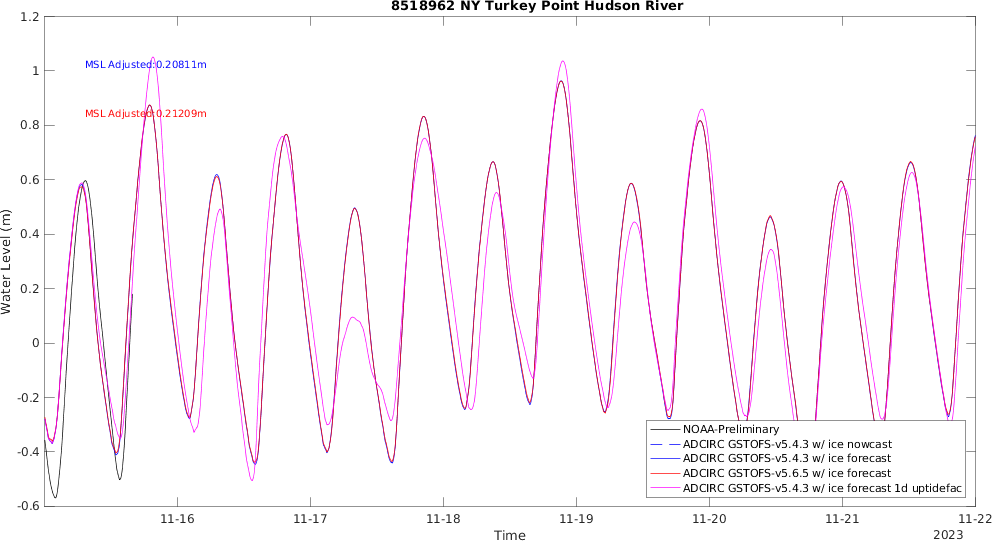 8518962 NY Turkey Point Hudson River
1.2
1
0.8
0.6
0.4
0.2
0
-0.2
-0.4
-0.6
Water Level (m)
MSL Adjusted:0.20811m
MSL Adjusted:0.21209m
NOAA-Preliminary
ADCIRC GSTOFS-v5.4.3 w/ ice nowcast
ADCIRC GSTOFS-v5.4.3 w/ ice forecast
ADCIRC GSTOFS-v5.6.5 w/ ice forecast
ADCIRC GSTOFS-v5.4.3 w/ ice forecast 1d uptidefac
11-16 11-17 11-18 11-19 11-20 11-21 11-22
Time
2023